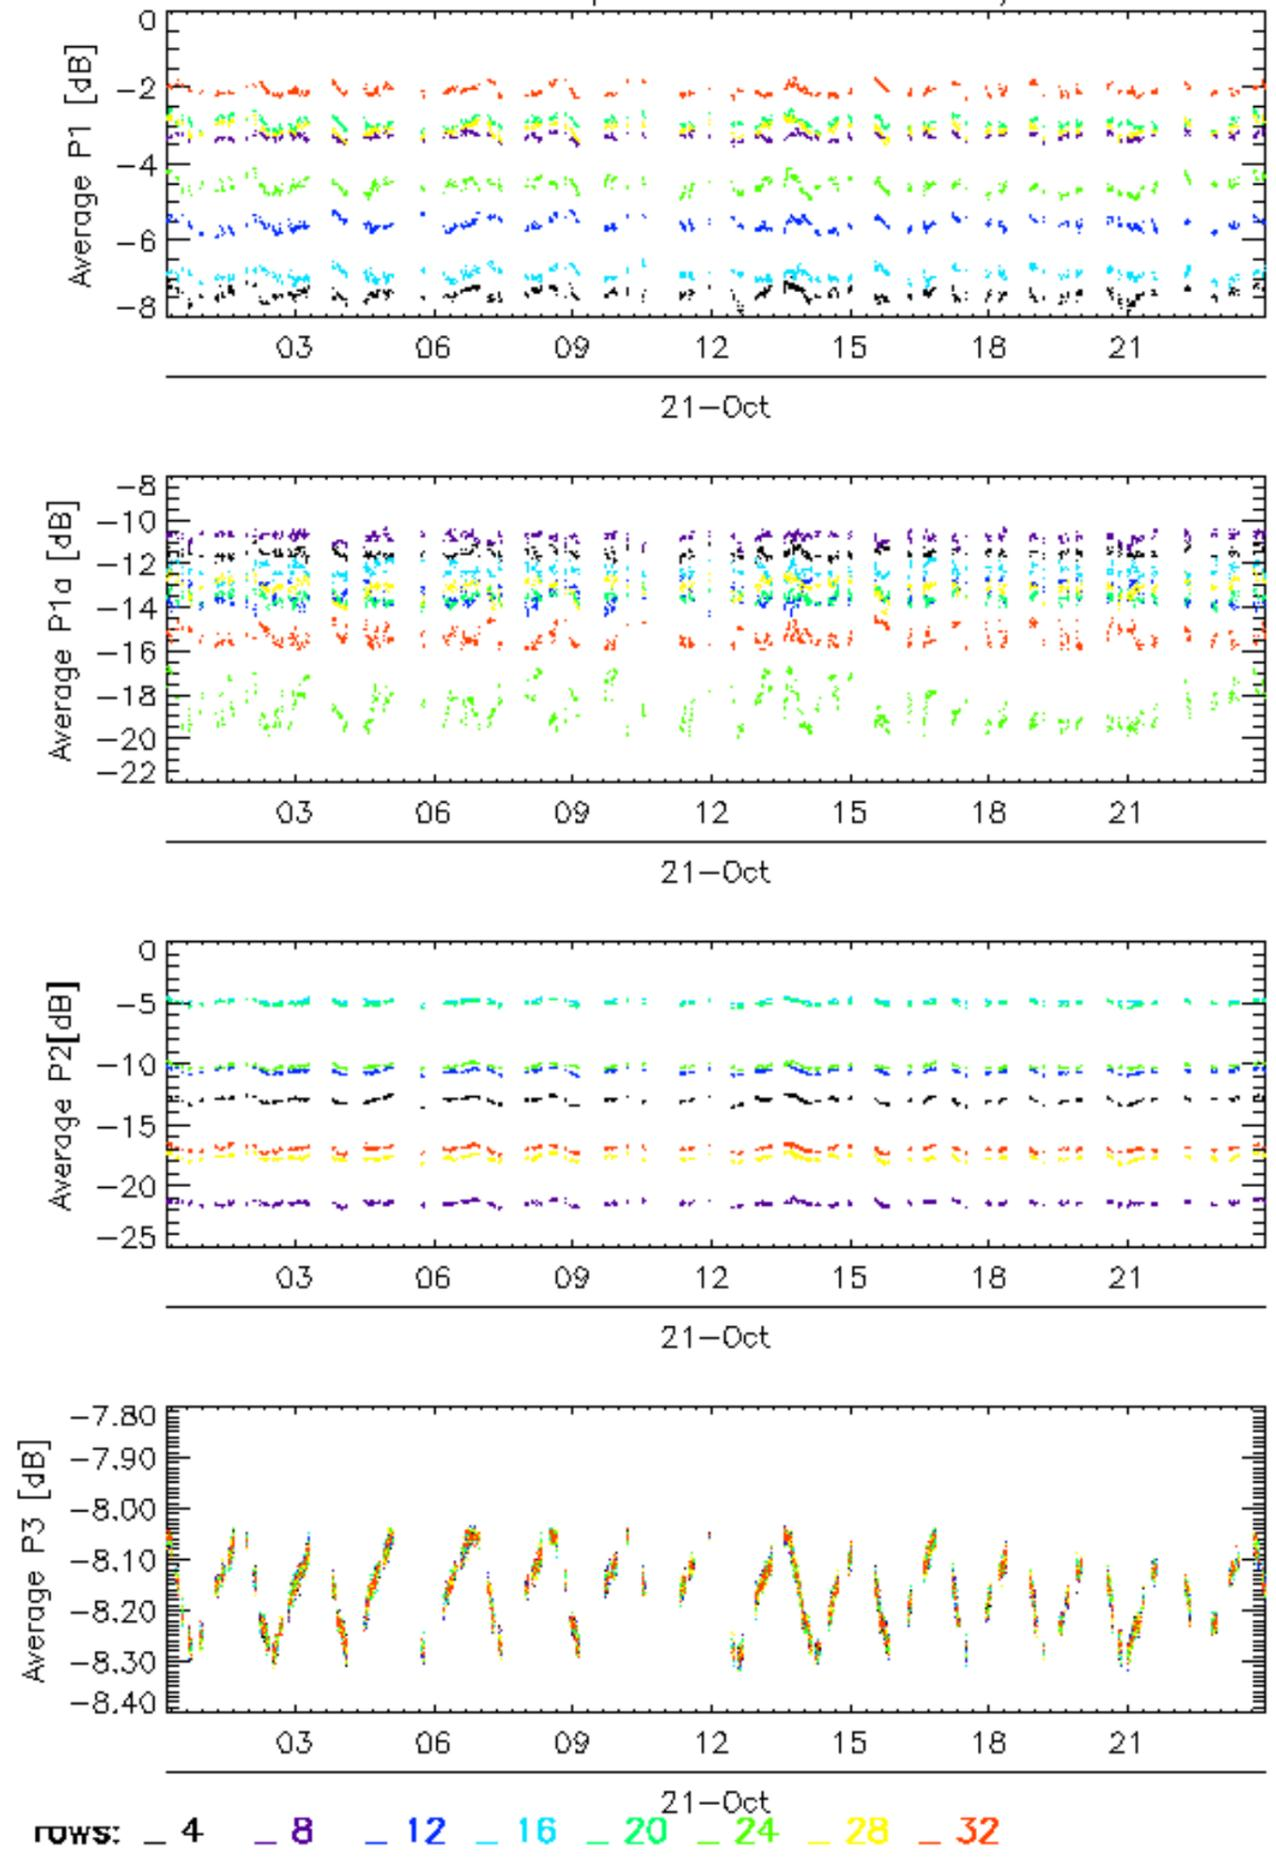 0
−2
−4
−6
−8
Average P1 [dB]
03 06 09 12 15 18 21
21−Oct
−8
−10
−12
−14
−16
−18
−20
−22
Average P1a [dB]
03 06 09 12 15 18 21
21−Oct
0
−5
−10
−15
−20
−25
Average P2[dB]
03 06 09 12 15 18 21
21−Oct
−7.80
−7.90
−8.00
−8.10
−8.20
−8.30
−8.40
Average P3 [dB]
03 06 09 12 15 18 21
21−Oct
rows: _ 4 _ 8 _ 12 _ 16 _ 20 _ 24 _ 28 _ 32